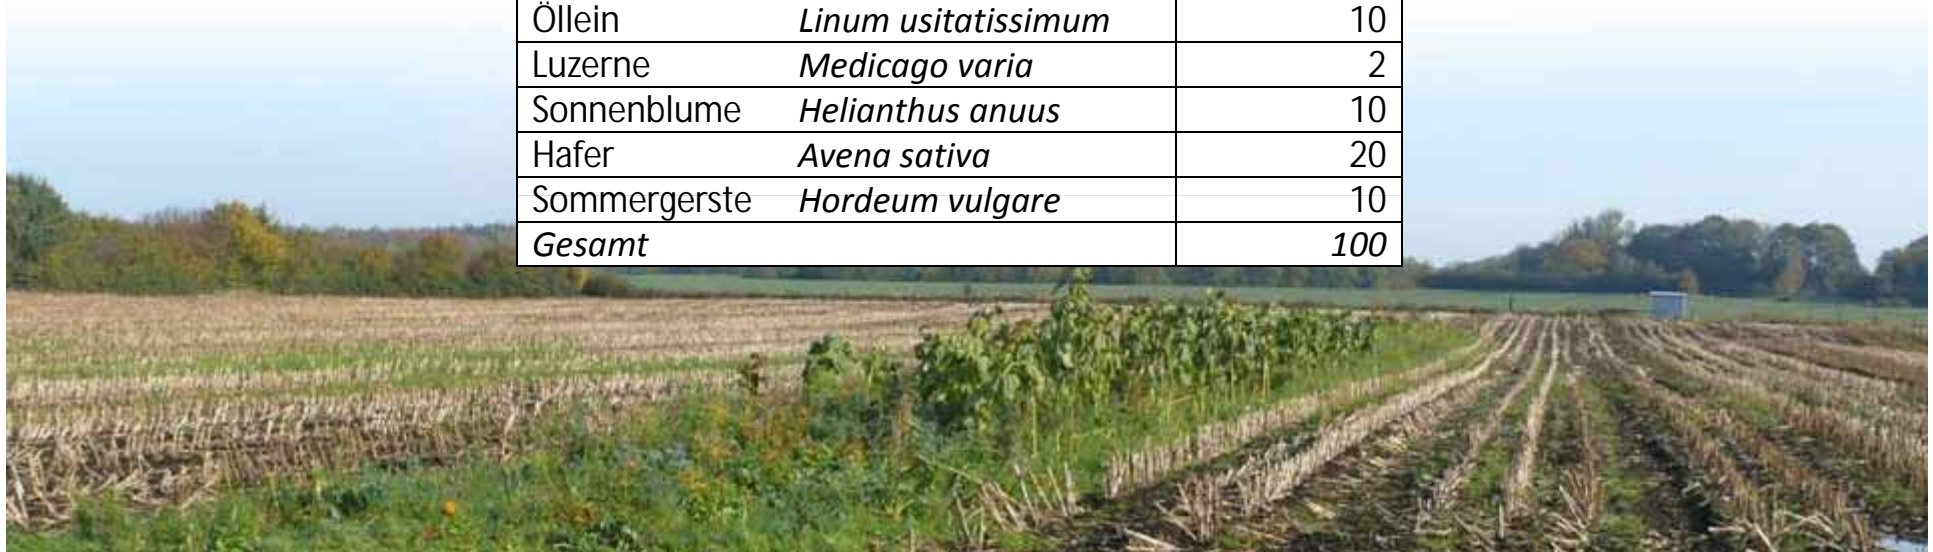 Öllein Linum usitatissimum 10
Luzerne Medicago varia 2
Sonnenblume Helianthus anuus 10
Hafer Avena sativa 20
Sommergerste Hordeum vulgare 10
Gesamt 100